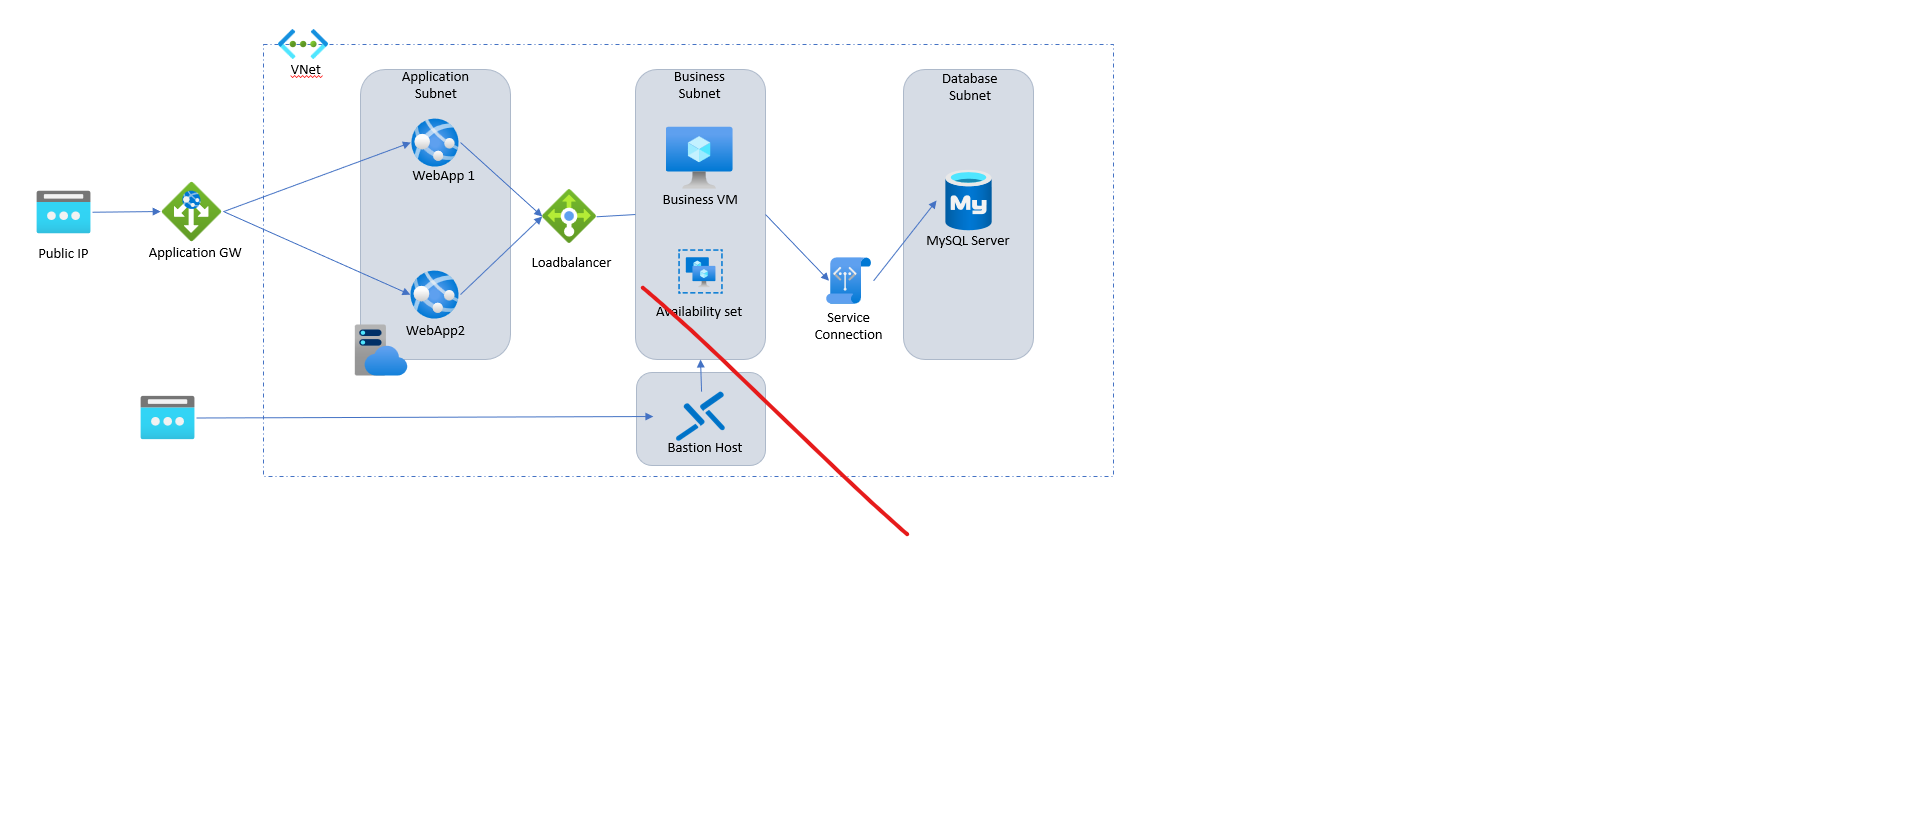 VNet
Application
Subnet
WebApp 1
WebApp2
Public IP
Application GW
Loadbalancer
Business
Subnet
Business VM
Availability set
Bastion Host
Service
Connection
Database
Subnet
My
MySQL Server